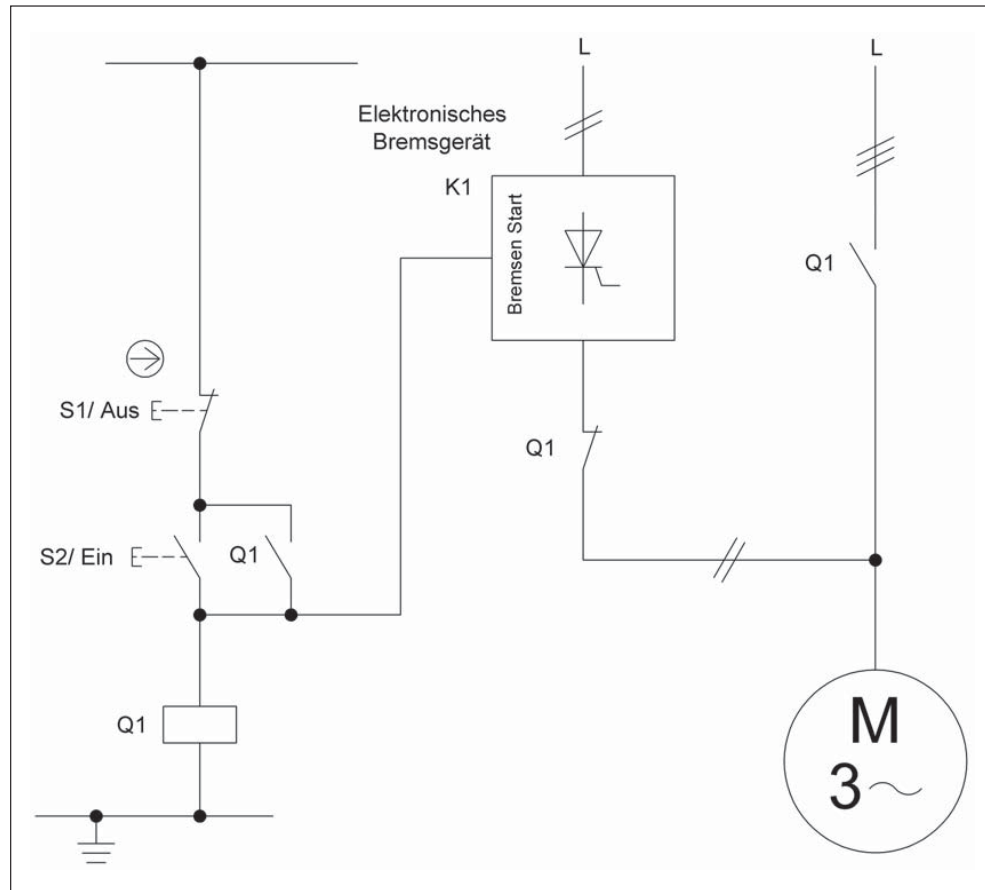 L
L
Elektronisches
Bremsgerät
K1
Bremsen Start
Q1
S1/ Aus
Q1
S2/ Ein
Q1
Q1
M
3~